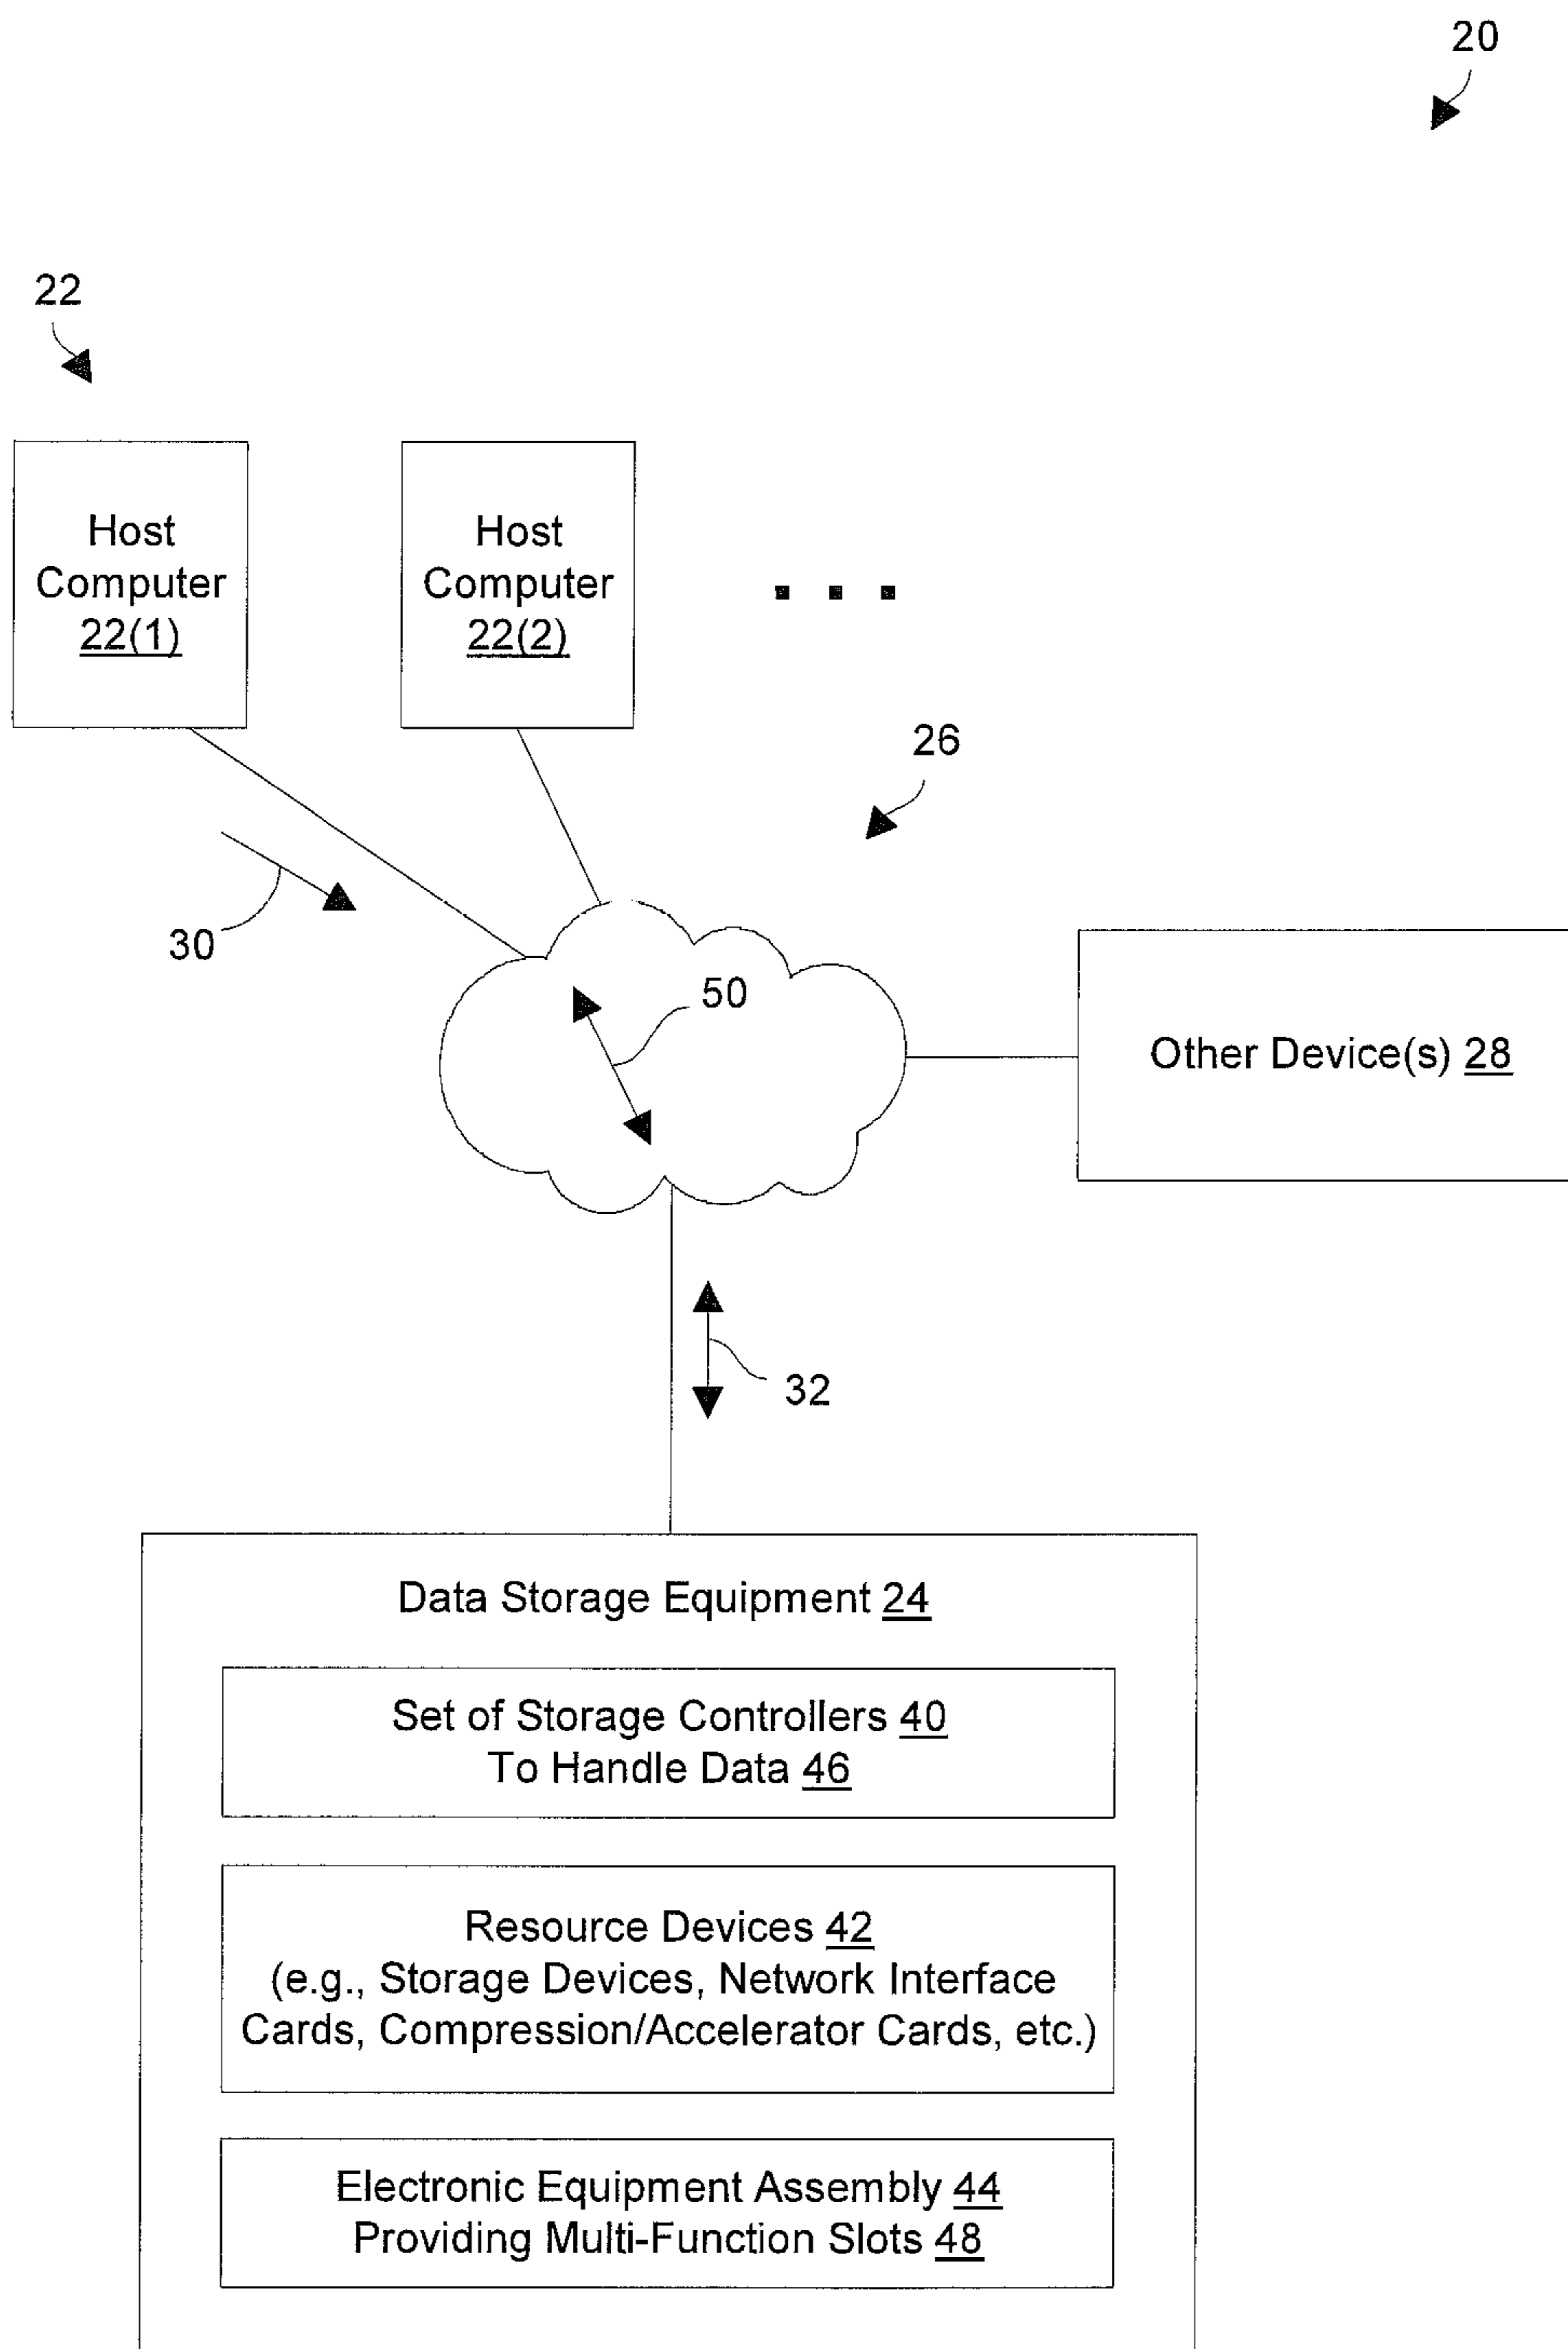 20
22
Host
Computer
22(1)
Host
Computer
22(2)
26
30
50
Other Device(s) 28
32
Data Storage Equipment 24
Set of Storage Controllers 40
To Handle Data 46
Resource Devices 42
(e.g., Storage Devices, Network Interface
Cards, Compression/Accelerator Cards, etc.)
Electronic Equipment Assembly 44
Providing Multi-Function Slots 48